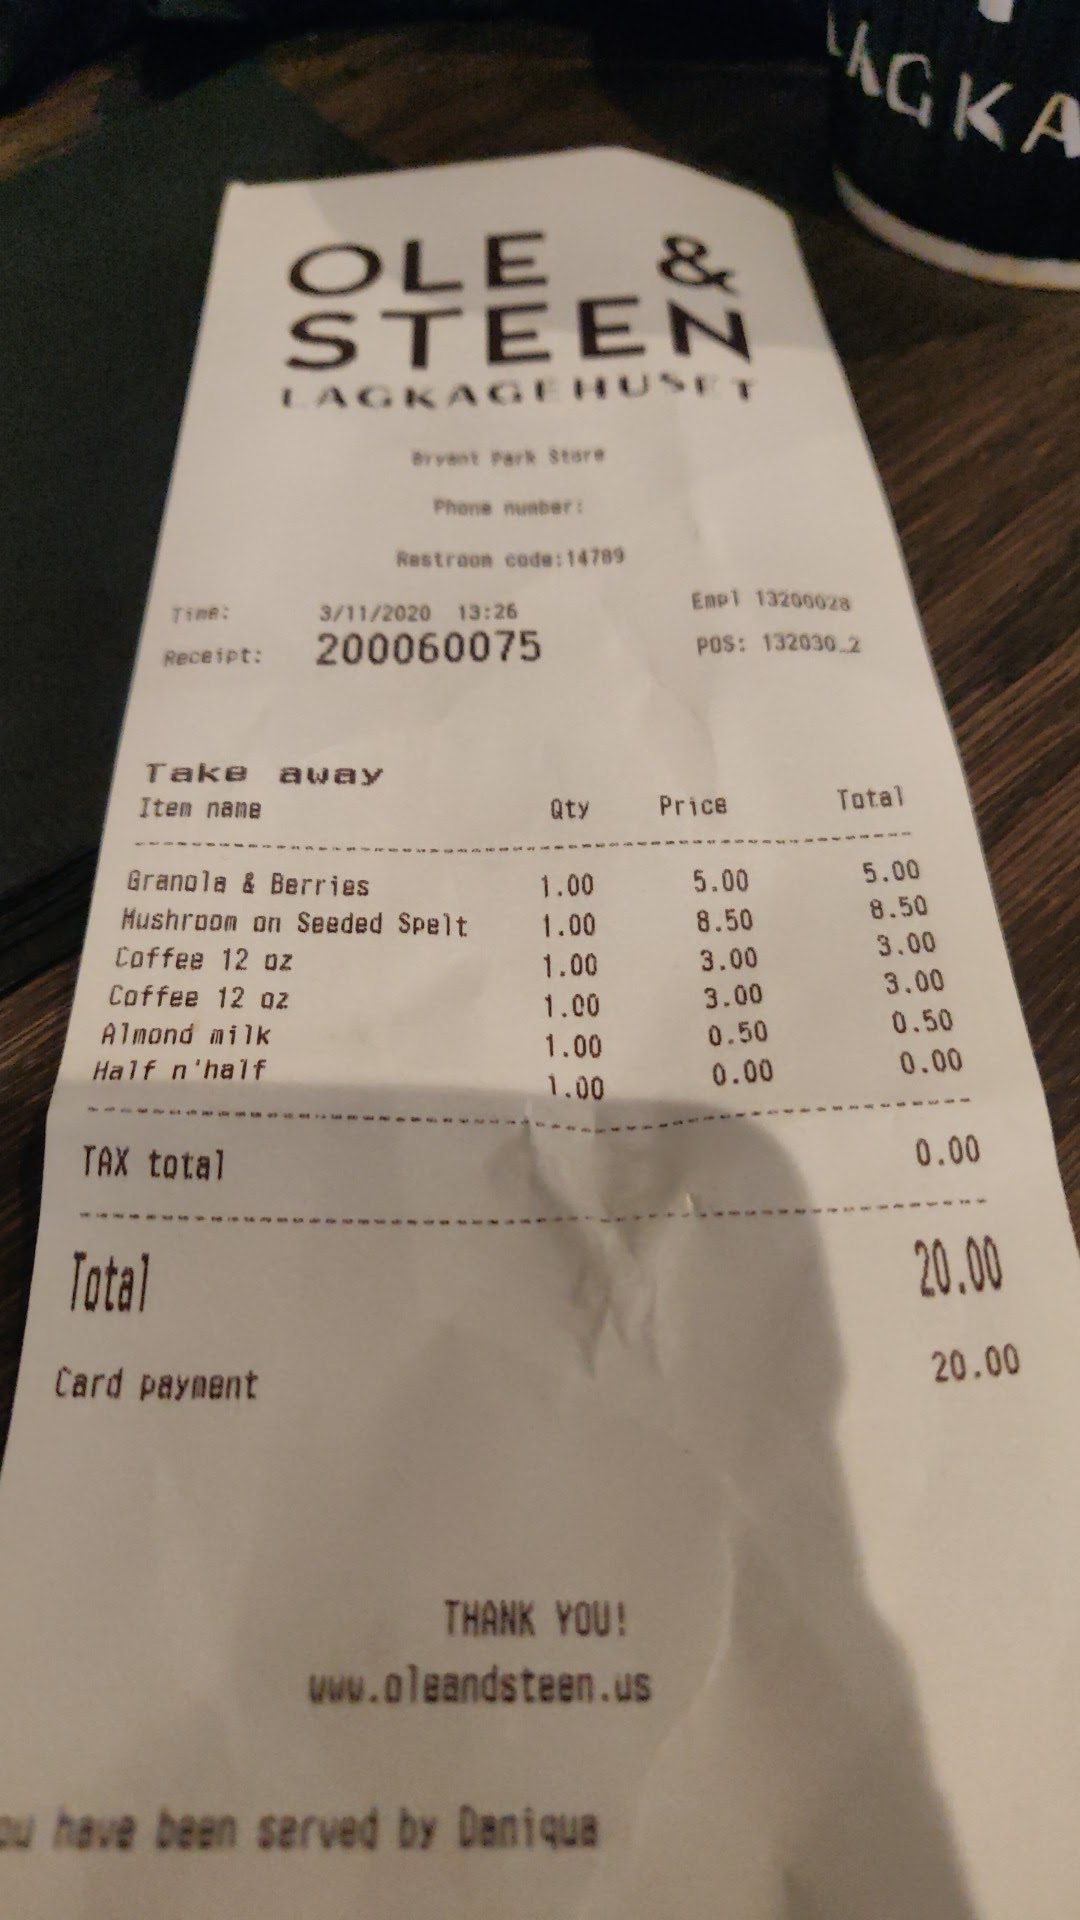 LAGKA
OLE &
STEEN
LAGKAGEHUSET
Bryant Park Store
Phone number:
Restroom code:14789
Time: 3/11/2020 13:26 Empl 13200028
Receipt: 200060075 POS: 132030_2
Take away
Item name Qty Price Total
Granola & Berries 1.00 5.00 5.00
Mushroom on Seeded Spelt 1.00 8.50 8.50
Coffee 12 oz 1.00 3.00 3.00
Coffee 12 oz 1.00 3.00 3.00
Almond milk 1.00 0.50 0.50
Half n'half 1.00 0.00 0.00
TAX total 0.00
Total 20.00
Card payment 20.00
THANK YOU!
www.oleandsteen.us
ou have been served by Daniqua